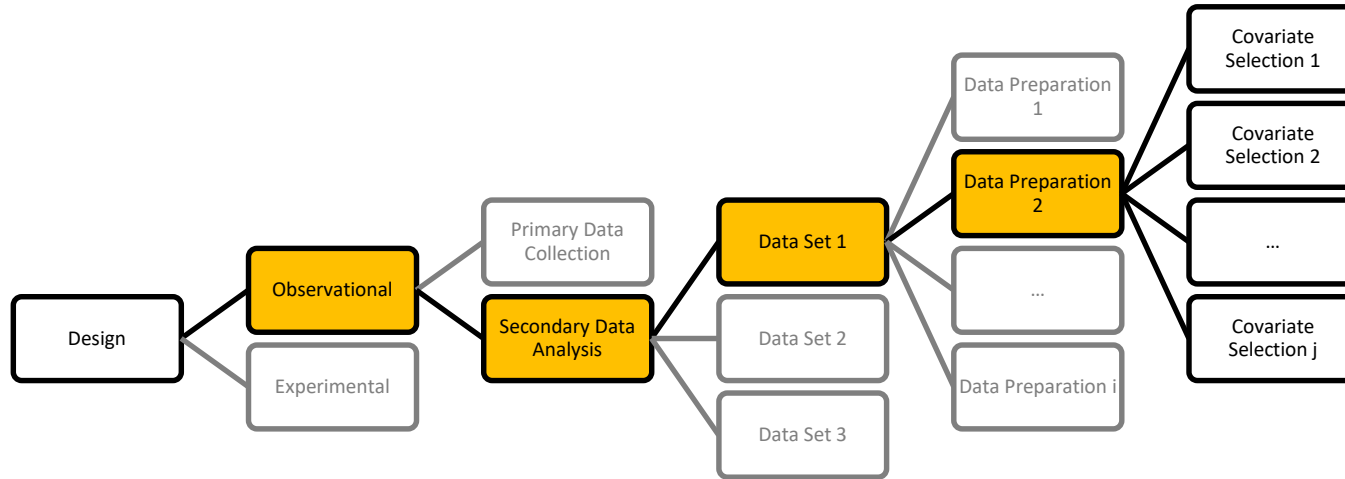 Design
Observational
Experimental
Primary Data
Collection
Secondary Data
Analysis
Data Set 1
Data Set 2
Data Set 3
Data Preparation
1
Data Preparation
2
...
Data Preparation i
Covariate
Selection 1
Covariate
Selection 2
...
Covariate
Selection j